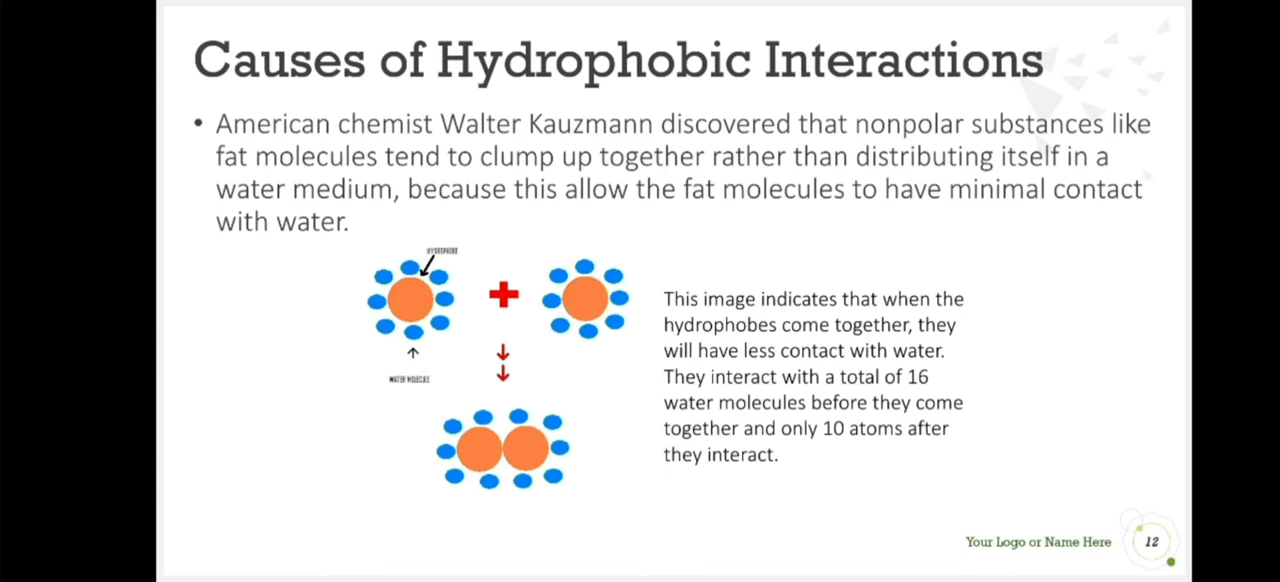 Causes of Hydrophobic Interactions
• American chemist Walter Kauzmann discovered that nonpolar substances like
fat molecules tend to clump up together rather than distributing itself in a
water medium, because this allow the fat molecules to have minimal contact
with water.
HYDROPHOBE
WATER MOLECULE
This image indicates that when the
hydrophobes come together, they
will have less contact with water.
They interact with a total of 16
water molecules before they come
together and only 10 atoms after
they interact.
Your Logo or Name Here
12